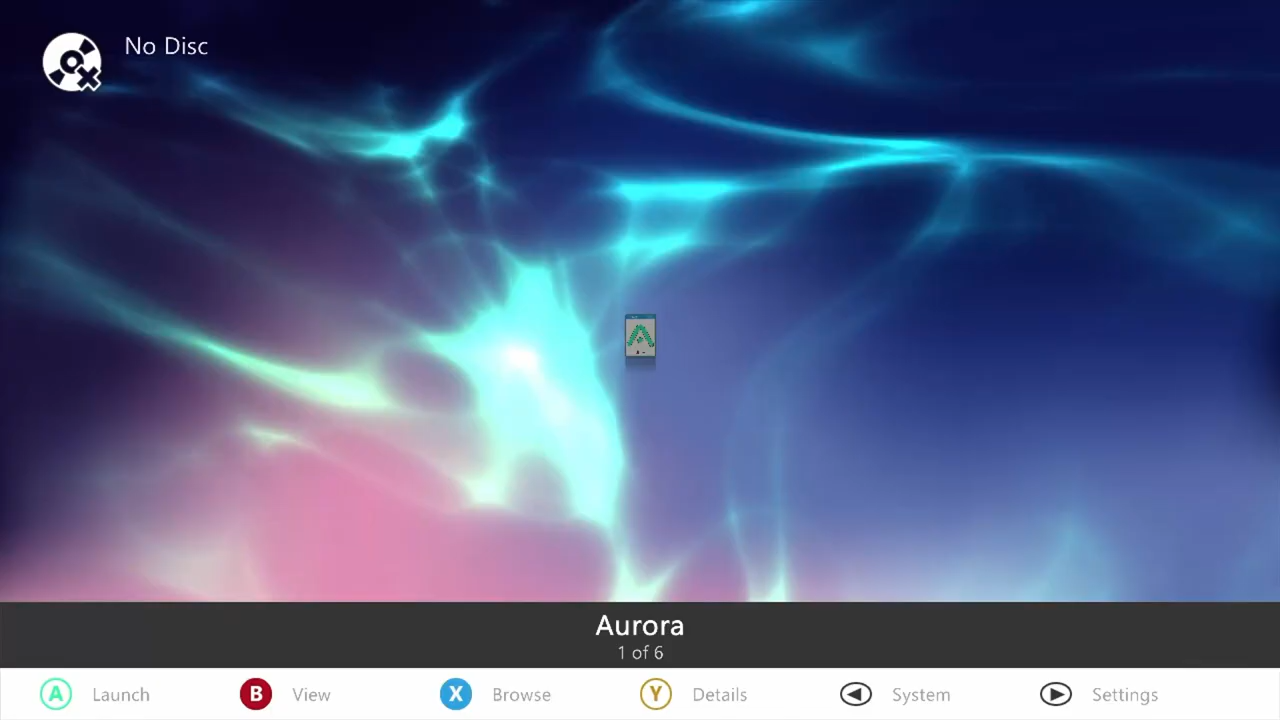 No Disc
Aurora
1 of 6
A Launch
B View
X Browse
Y Details
System
Settings